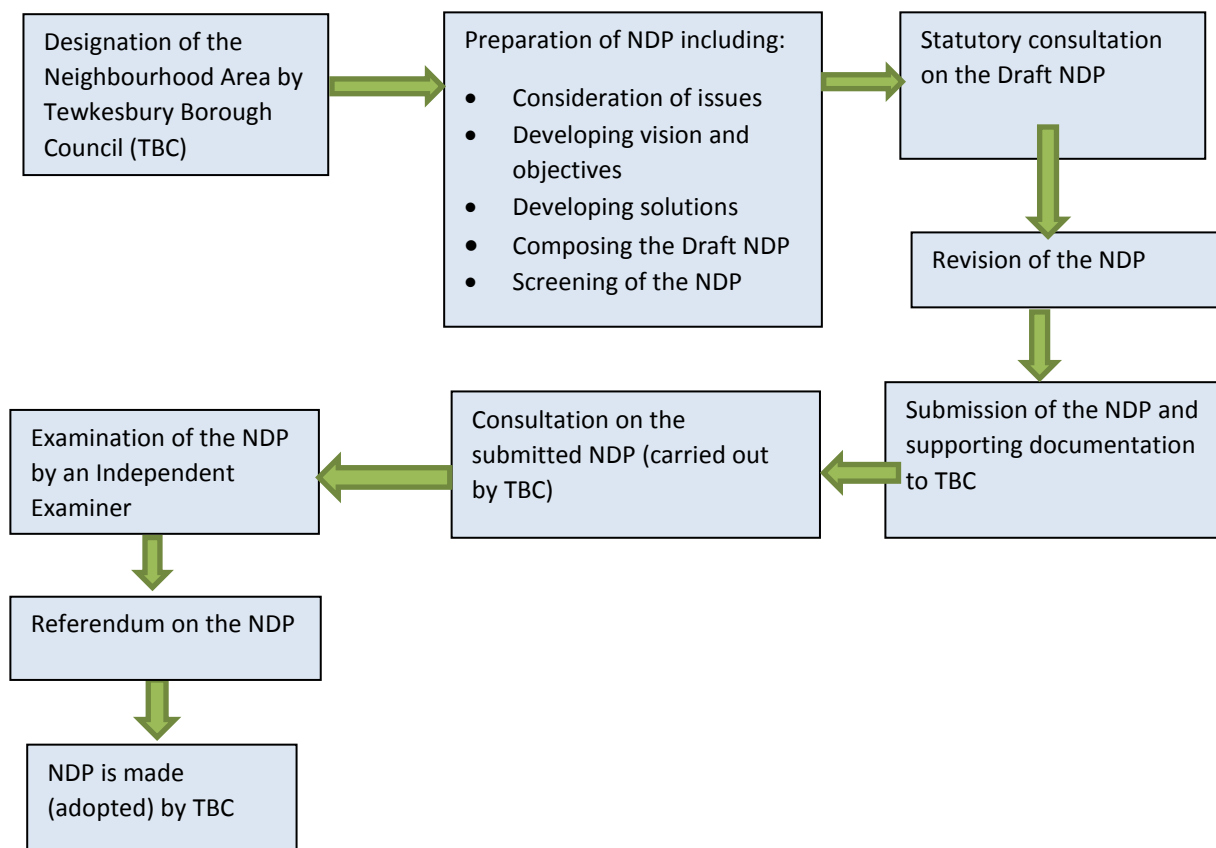 Designation of the
Neighbourhood Area by
Tewkesbury Borough
Council (TBC)
Preparation of NDP including:
• Consideration of issues
• Developing vision and
objectives
• Developing solutions
• Composing the Draft NDP
• Screening of the NDP
Statutory consultation
on the Draft NDP
Revision of the NDP
Submission of the NDP and
supporting documentation
to TBC
Consultation on the
submitted NDP (carried out
by TBC)
Examination of the NDP
by an Independent
Examiner
Referendum on the NDP
NDP is made
(adopted) by TBC